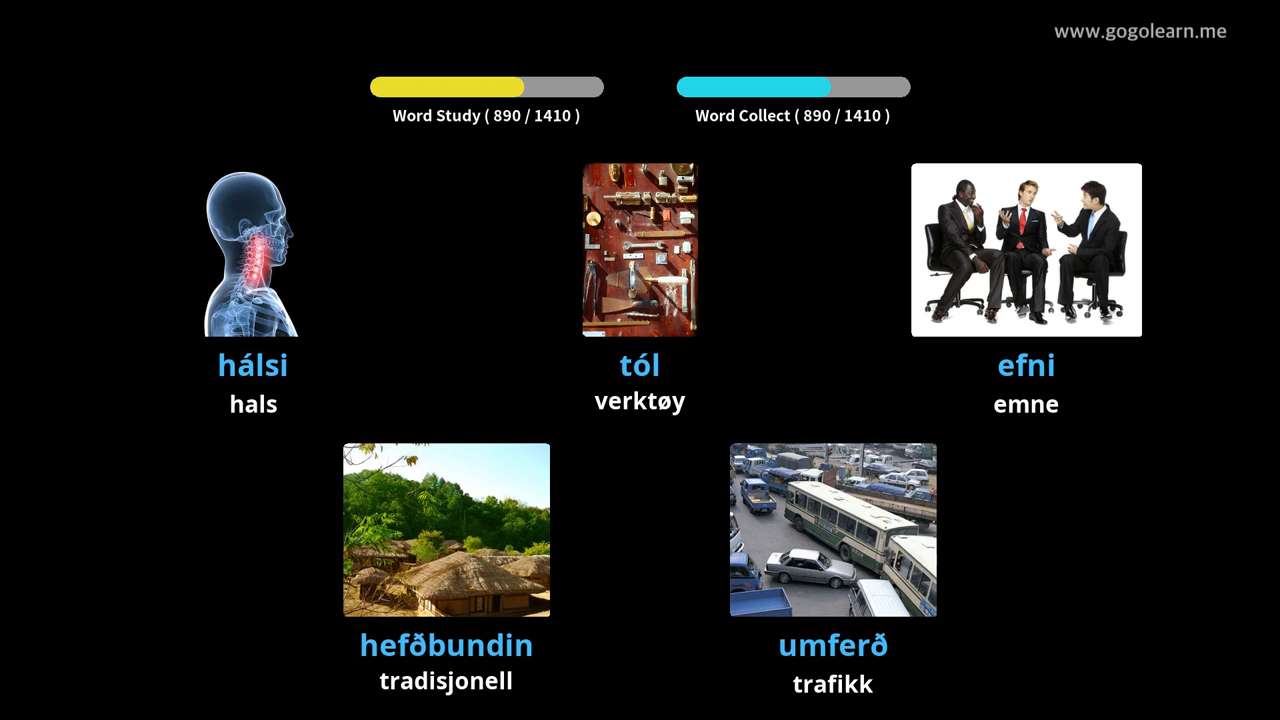 www.gogolearn.me
Word Study ( 890 / 1410 )
Word Collect ( 890 / 1410 )
hálsi
hals
tól
verktøy
efni
emne
hefðbundin
tradisjonell
umferð
trafikk